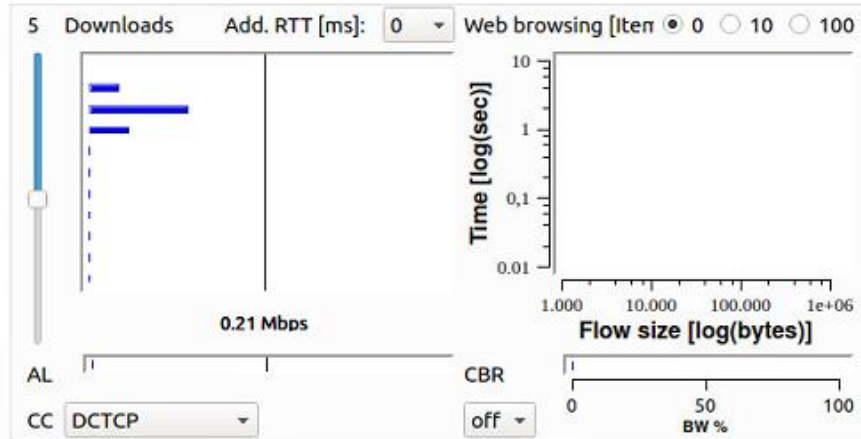 5 Downloads Add. RTT [ms]: 0 Web browsing [Iten 0 10 100
10
1
0,1
0.01
Time [log(sec)]
1.000 10.000 100.000 1e+06
Flow size [log(bytes)]
0.21 Mbps
AL CBR
0 50 100
BW %
CC DCTCP off